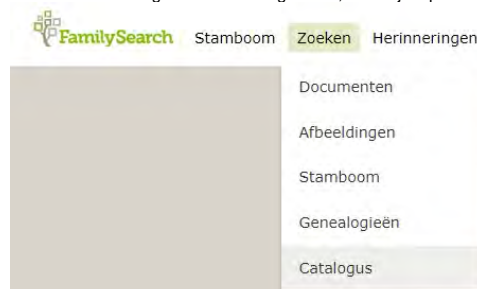 FamilySearch Stamboom Zoeken Herinneringen
Documenten
Afbeeldingen
Stamboom
Genealogieën
Catalogus